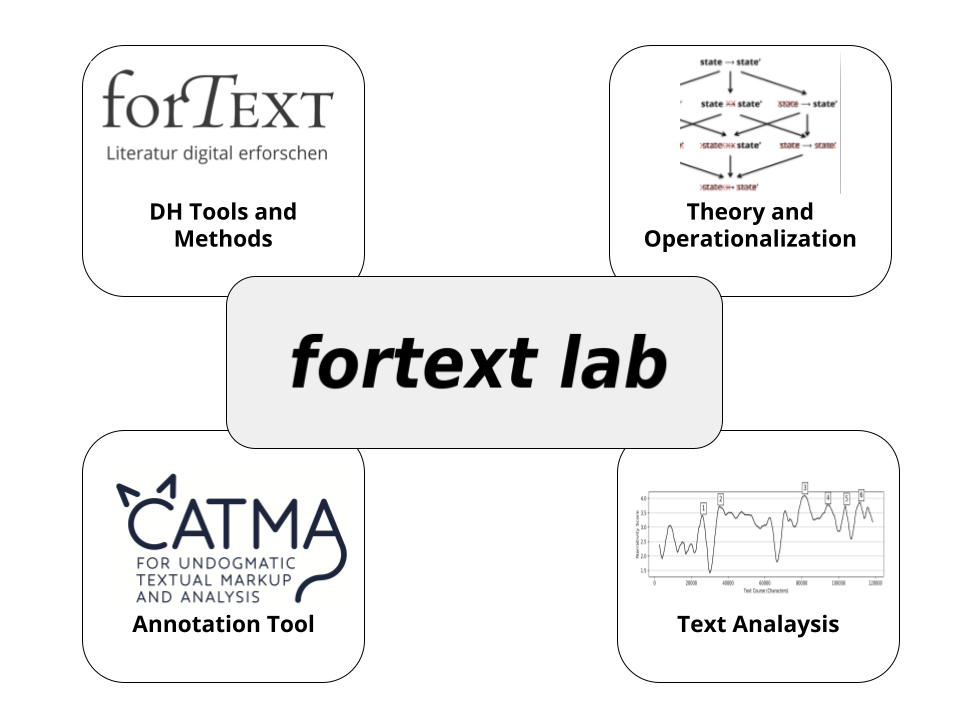 forTEXT
Literatur digital erforschen
DH Tools and
Methods
state → state'
state ↔ state' state → state'
state ↔ state' state → state'
state ↔ state'
Theory and
Operationalization
fortext lab
CATMA
FOR UNDOGMATIC
TEXTUAL MARKUP
AND ANALYSIS
Annotation Tool
1 2 3 4 5 6
4.0
3.5
3.0
2.5
2.0
1.5
0 20000 40000 60000 80000 100000 120000
Text Course (Characters)
Text Analaysis